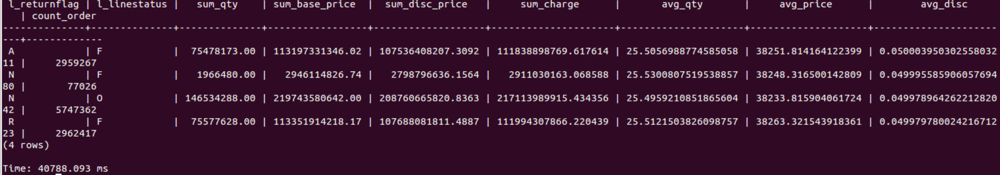 l_returnflag | l_linestatus |   sum_qty    | sum_base_price  |  sum_disc_price   |     sum_charge      |       avg_qty       |     avg_price      |        avg_disc
   | count_order
--------------+--------------+--------------+-----------------+-------------------+---------------------+---------------------+--------------------+---------------------
---+-------------
 A            | F            |  75478173.00 | 113197331346.02 | 107536408207.3092 | 111838898769.617614 | 25.5056988774585058 | 38251.814164122399 | 0.050003950302558032
11 |     2959267
 N            | F            |   1966480.00 |   2946114826.74 |   2798796636.1564 |   2911030163.068588 | 25.5300807519538857 | 38248.316500142809 | 0.049995585906057694
80 |       77026
 N            | O            | 146534288.00 | 219743580642.00 | 208760665820.8363 | 217113989915.434356 | 25.4959210851865604 | 38233.815904061724 | 0.049978964262212820
42 |     5747362
 R            | F            |  75577628.00 | 113351914218.17 | 107688081811.4887 | 111994307866.220439 | 25.5121503826098757 | 38263.321543918361 | 0.049979780024216712
23 |     2962417
(4 rows)
Time: 40788.093 ms